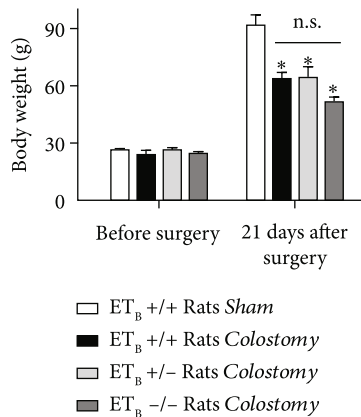 n.s.
90
60
30
0
Body weight (g)
*
*
*
Before surgery
21 days after
surgery
ET_B +/+ Rats Sham
ET_B +/+ Rats Colostomy
ET_B +/– Rats Colostomy
ET_B –/– Rats Colostomy